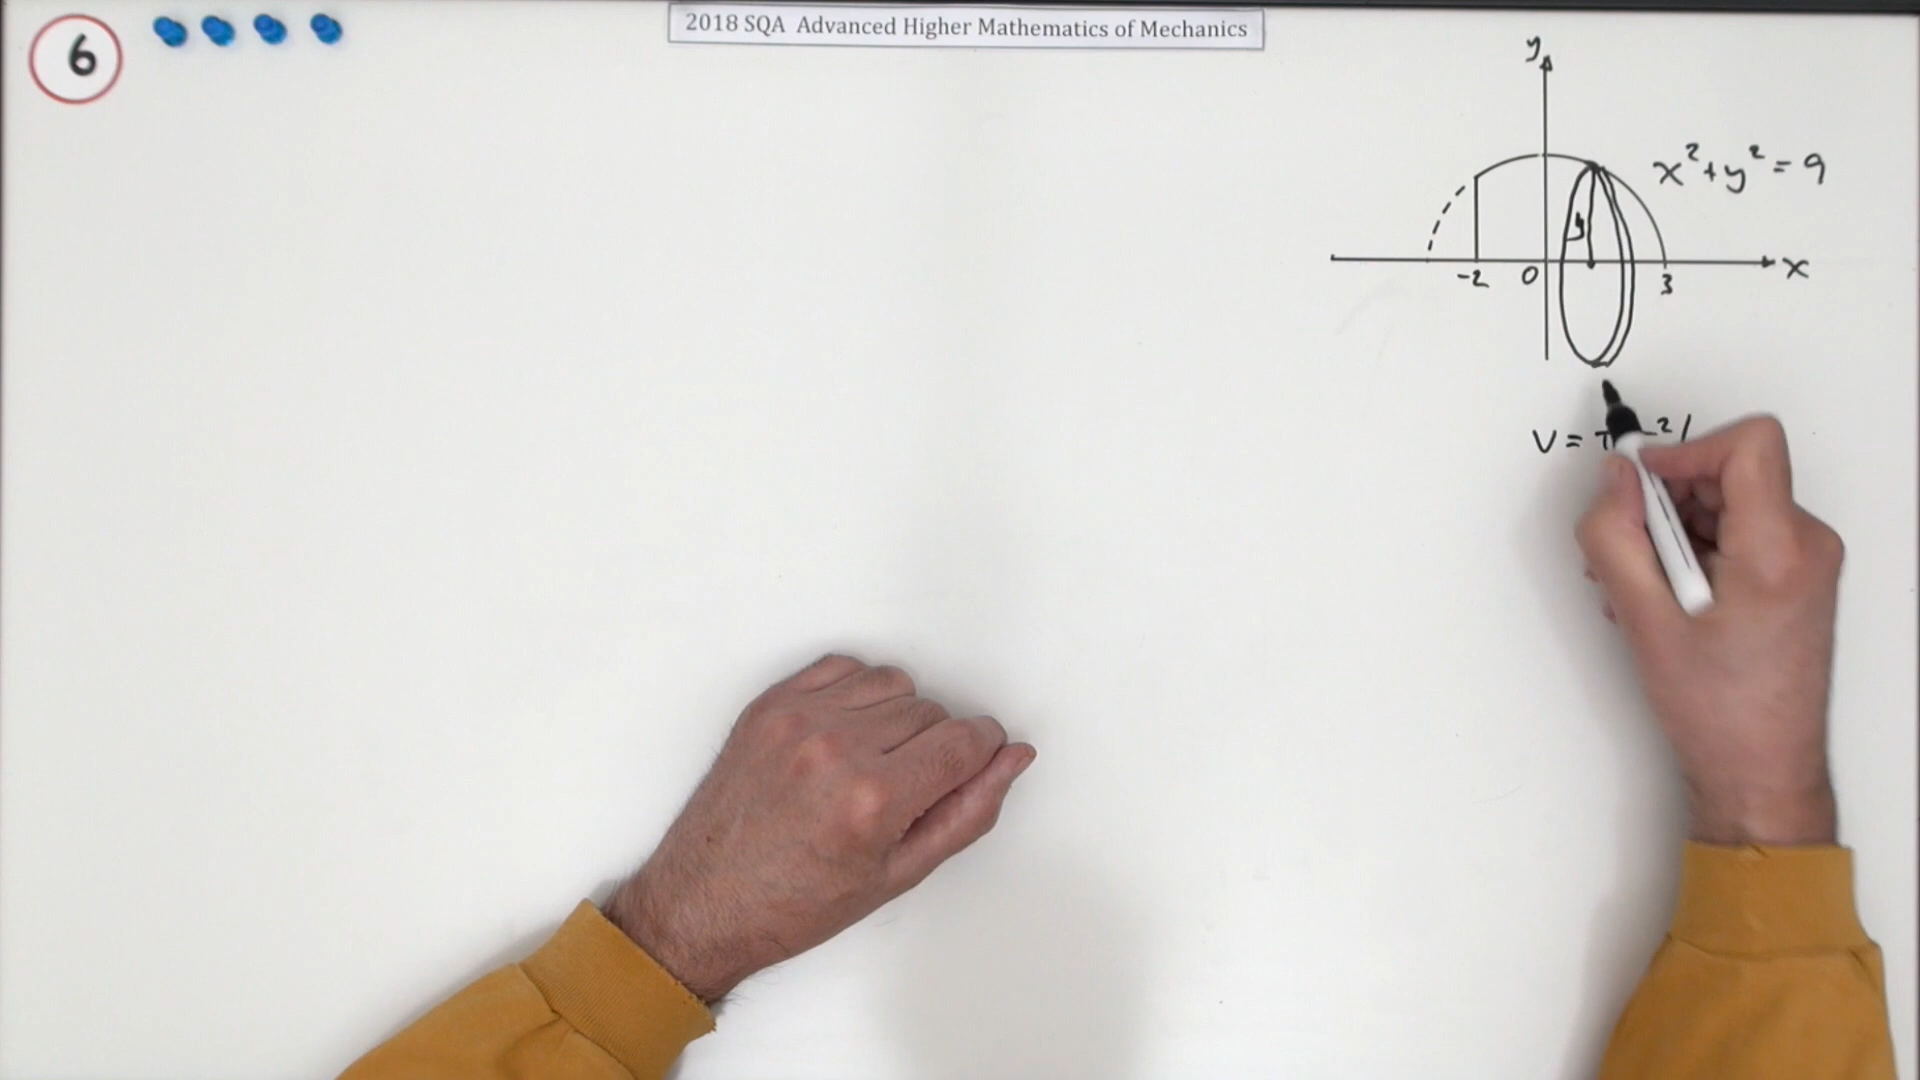 6
2018 SQA Advanced Higher Mathematics of Mechanics
y
x² + y² = 9
y
-2 0 3 x
V =